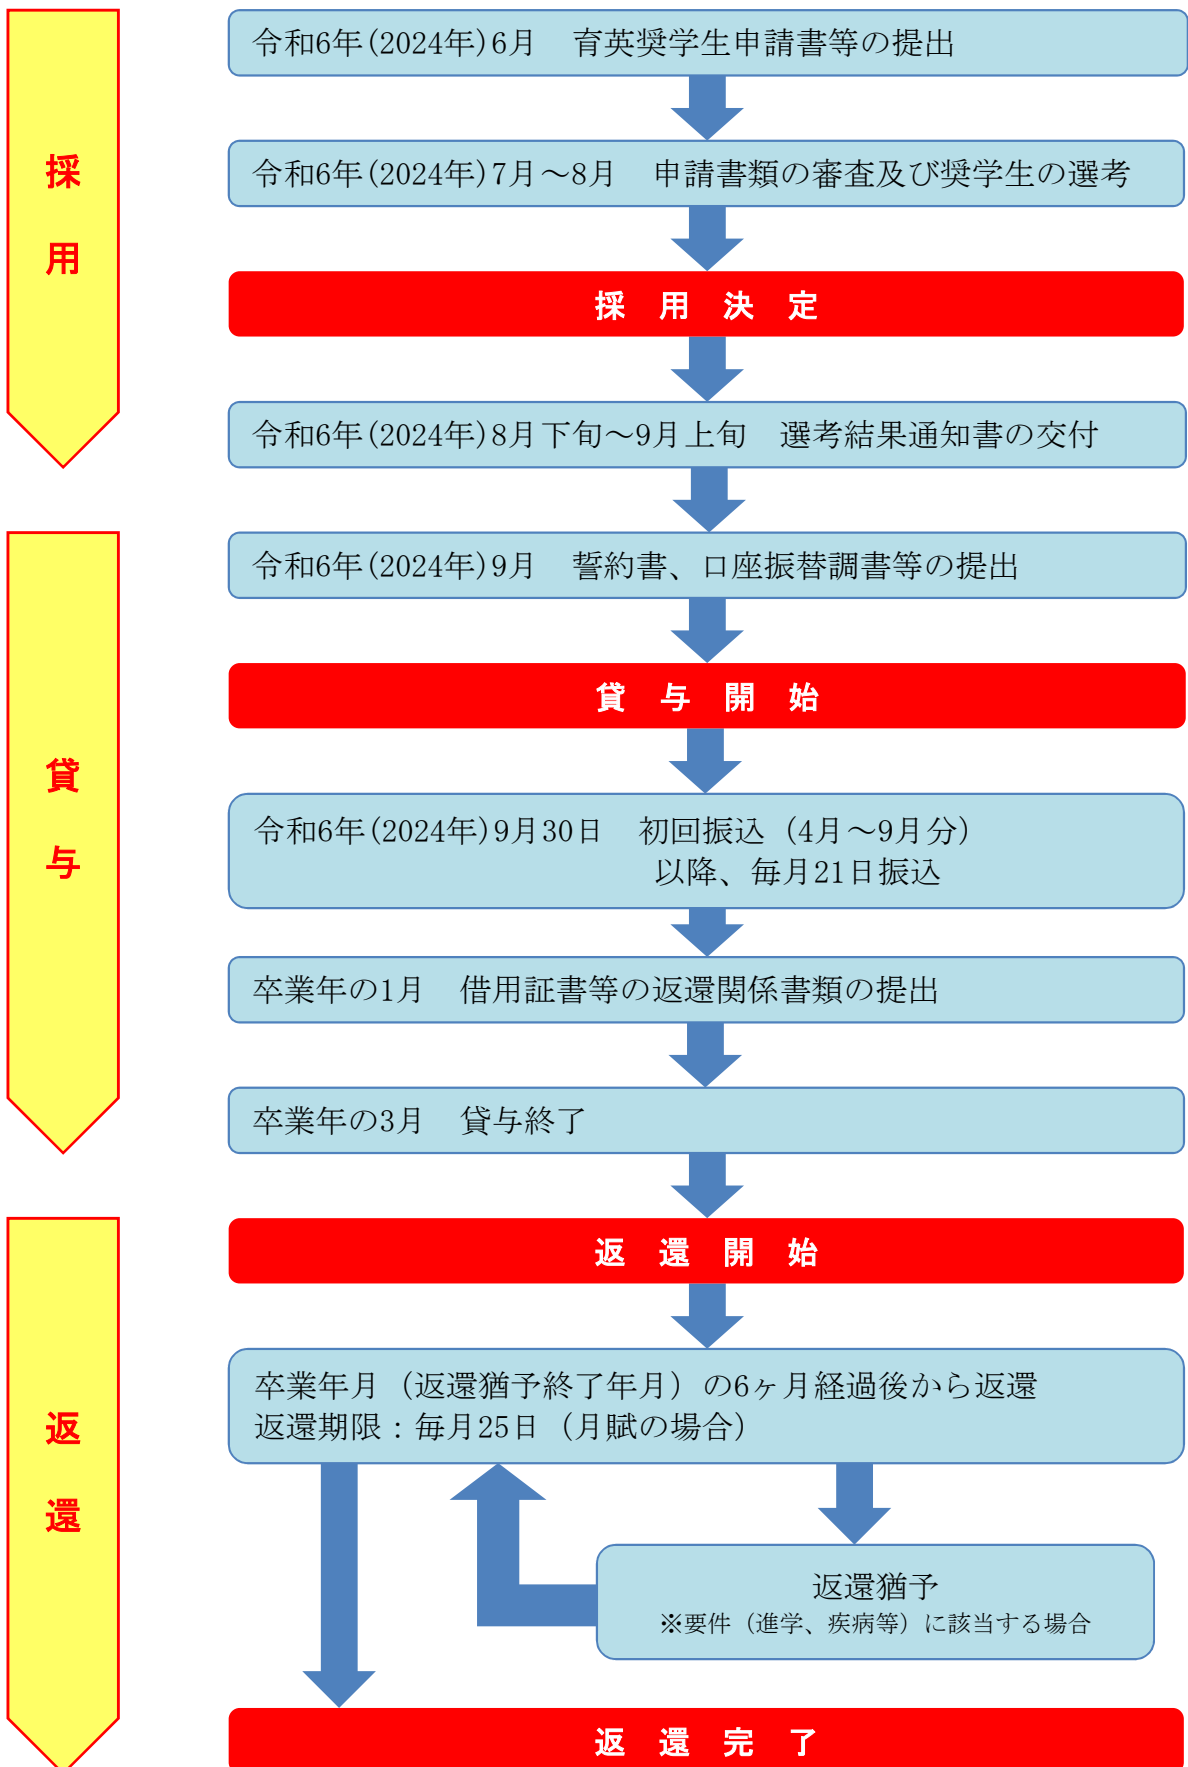 採用
令和6年(2024年)6月　育英奨学生申請書等の提出
令和6年(2024年)7月～8月　申請書類の審査及び奨学生の選考
採　用　決　定
令和6年(2024年)8月下旬～9月上旬　選考結果通知書の交付
貸与
令和6年(2024年)9月　誓約書、口座振替調書等の提出
貸　与　開　始
令和6年(2024年)9月30日　初回振込（4月～9月分）
以降、毎月21日振込
卒業年の1月　借用証書等の返還関係書類の提出
卒業年の3月　貸与終了
返還
返　還　開　始
卒業年月（返還猶予終了年月）の6ヶ月経過後から返還
返還期限：毎月25日（月賦の場合）
返還猶予
※要件（進学、疾病等）に該当する場合
返　還　完　了